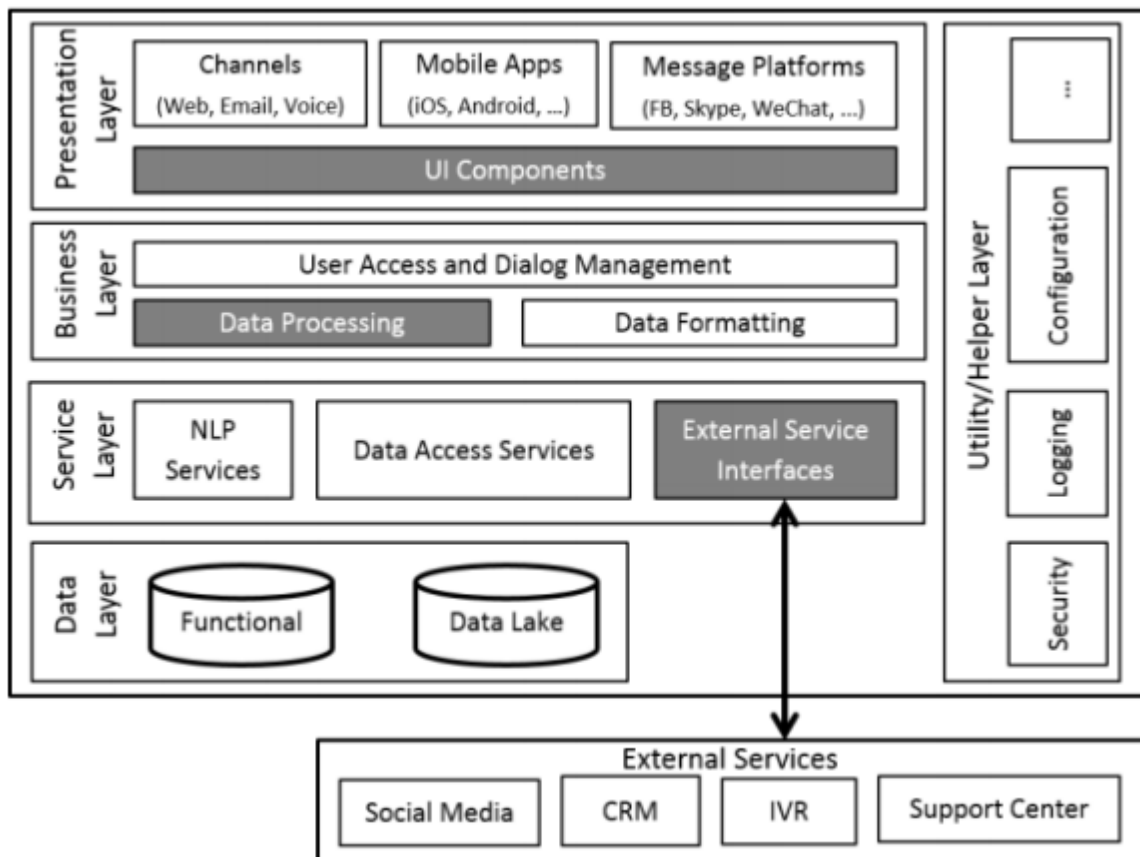 Presentation
Layer
Channels
(Web, Email, Voice)
Mobile Apps
(iOS, Android, ...)
Message Platforms
(FB, Skype, WeChat, ...)
UI Components
Business
Layer
User Access and Dialog Management
Data Processing
Data Formatting
Service
Layer
NLP
Services
Data Access Services
External Service
Interfaces
Data
Layer
Functional
Data Lake
Utility/Helper Layer
...
Configuration
Logging
Security
External Services
Social Media
CRM
IVR
Support Center